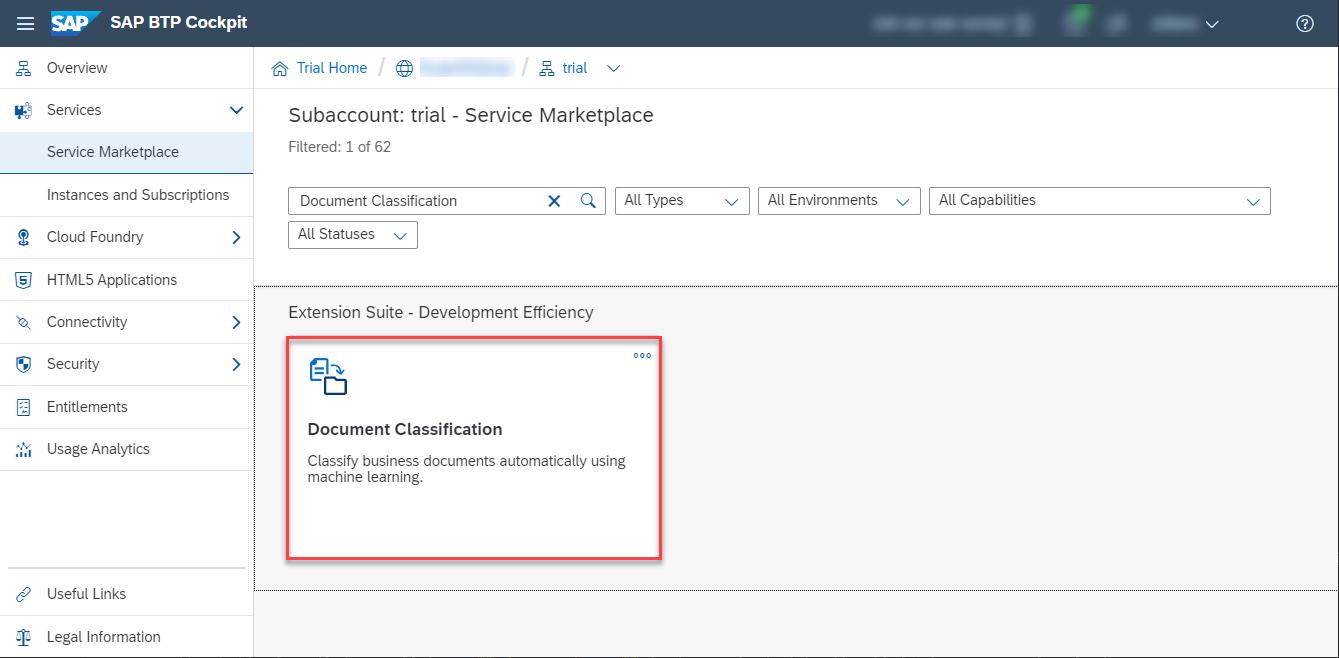 SAP SAP BTP Cockpit
Overview
Services
Service Marketplace
Instances and Subscriptions
Cloud Foundry
HTML5 Applications
Connectivity
Security
Entitlements
Usage Analytics
Useful Links
Legal Information
Trial Home / / trial
Subaccount: trial - Service Marketplace
Filtered: 1 of 62
Document Classification All Types All Environments All Capabilities
All Statuses
Extension Suite - Development Efficiency
Document Classification
Classify business documents automatically using
machine learning.